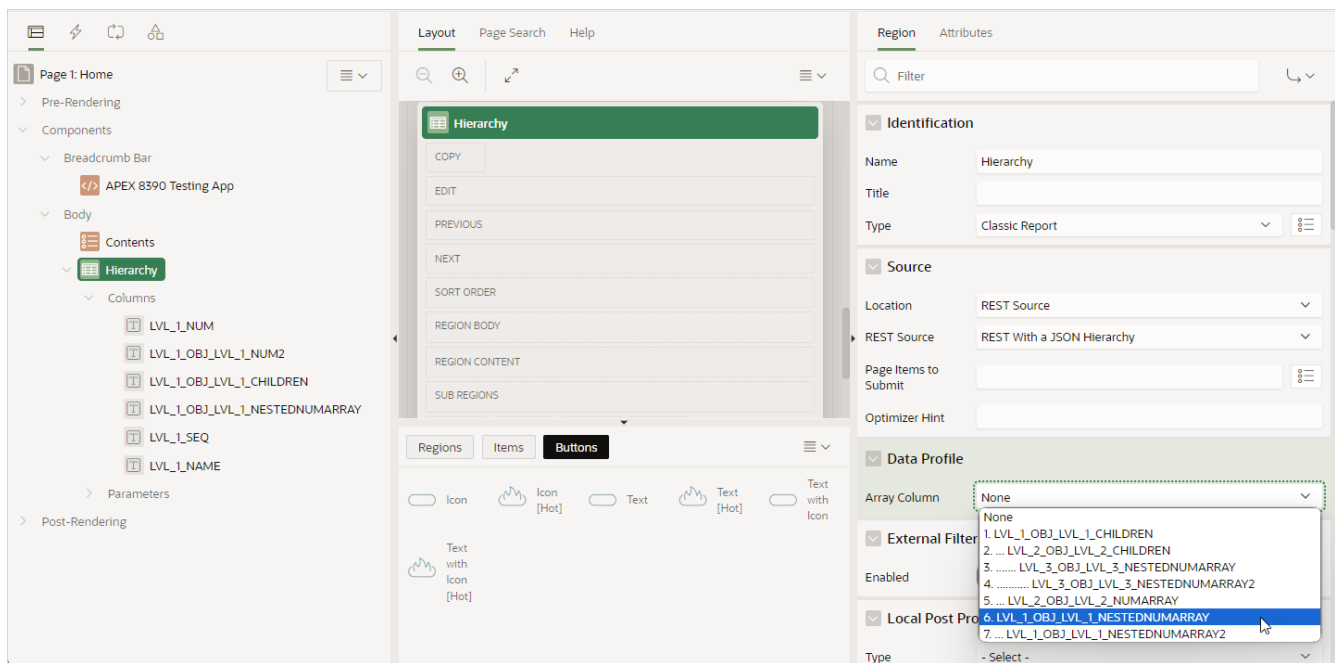 Page 1: Home
Pre-Rendering
Components
Breadcrumb Bar
</> APEX 8390 Testing App
Body
Contents
Hierarchy
Columns
T LVL_1_NUM
T LVL_1_OBJ_LVL_1_NUM2
T LVL_1_OBJ_LVL_1_CHILDREN
T LVL_1_OBJ_LVL_1_NESTEDNUMARRAY
T LVL_1_SEQ
T LVL_1_NAME
Parameters
Post-Rendering
Layout Page Search Help
Hierarchy
COPY
EDIT
PREVIOUS
NEXT
SORT ORDER
REGION BODY
REGION CONTENT
SUB REGIONS
Regions Items Buttons
Icon
Icon
[Hot]
Text
Text
[Hot]
Text
with
Icon
Text
with
Icon
[Hot]
Region Attributes
Filter
Identification
Name Hierarchy
Title
Type Classic Report
Source
Location REST Source
REST Source REST With a JSON Hierarchy
Page Items to
Submit
Optimizer Hint
Data Profile
Array Column None
None
1. LVL_1_OBJ_LVL_1_CHILDREN
2. ... LVL_2_OBJ_LVL_2_CHILDREN
3. ....... LVL_3_OBJ_LVL_3_NESTEDNUMARRAY
4. ........... LVL_3_OBJ_LVL_3_NESTEDNUMARRAY2
5. ... LVL_2_OBJ_LVL_2_NUMARRAY
6. LVL_1_OBJ_LVL_1_NESTEDNUMARRAY
7. ... LVL_1_OBJ_LVL_1_NESTEDNUMARRAY2
External Filter
Enabled
Local Post Pro
Type - Select -